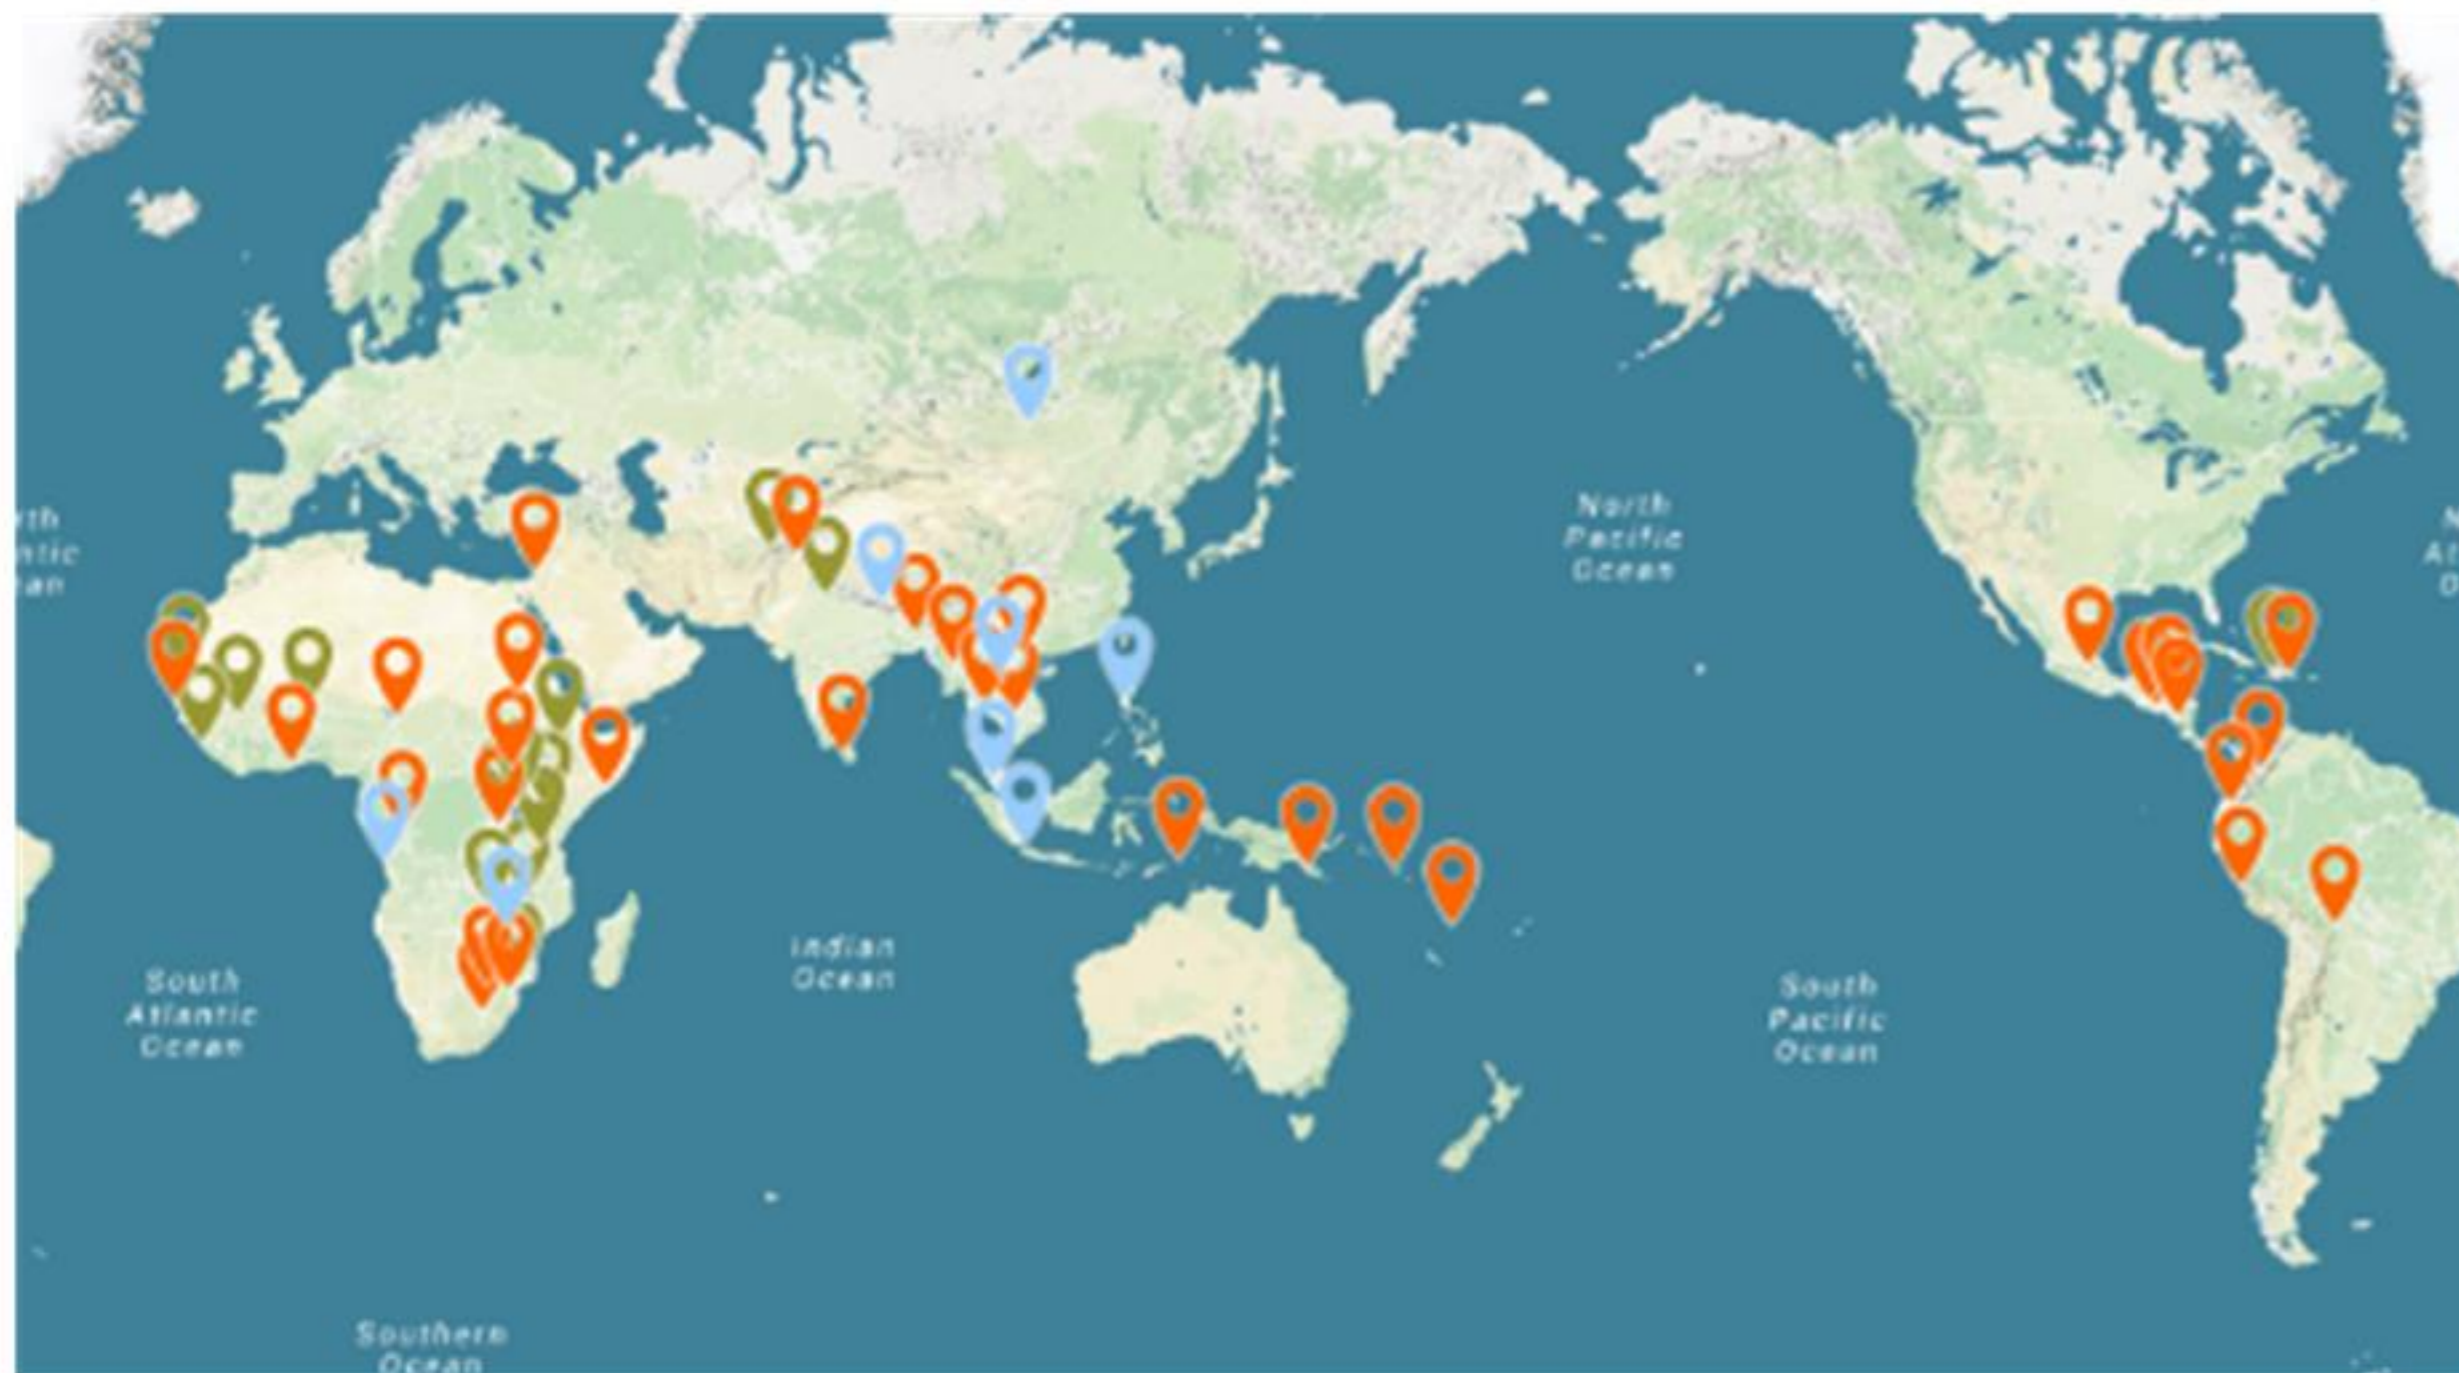 North
Pacific
Ocean
Indian
Ocean
South
Atlantic
Ocean
South
Pacific
Ocean
Southern
Ocean